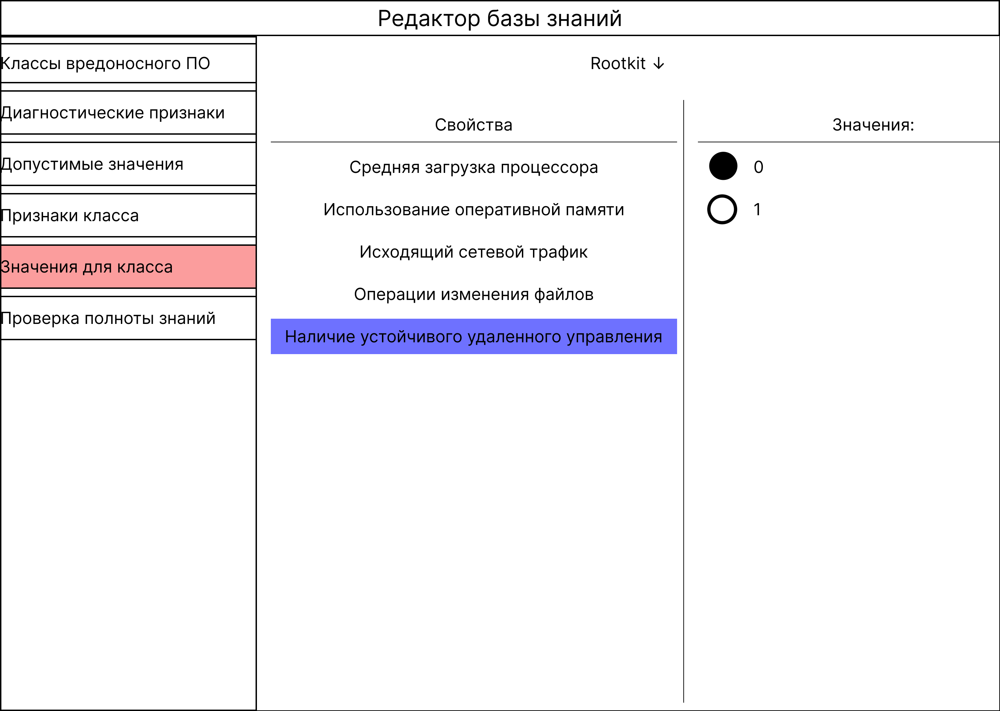 Редактор базы знаний
Классы вредоносного ПО
Диагностические признаки
Допустимые значения
Признаки класса
Значения для класса
Проверка полноты знаний
Rootkit ↓
Свойства
Средняя загрузка процессора
Использование оперативной памяти
Исходящий сетевой трафик
Операции изменения файлов
Наличие устойчивого удаленного управления
Значения:
0
1